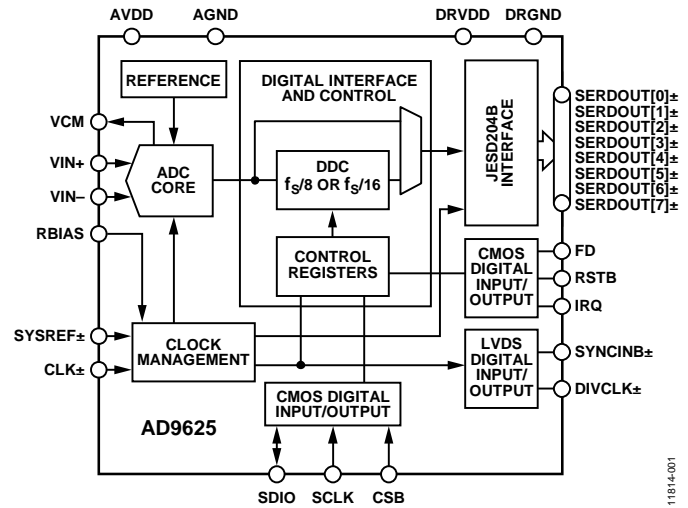 AVDD
AGND
DRVDD
DRGND
REFERENCE
DIGITAL INTERFACE
AND CONTROL
VCM
VIN+
VIN–
RBIAS
ADC
CORE
DDC
fS/8 OR fS/16
CONTROL
REGISTERS
JESD204B
INTERFACE
SERDOUT[0]±
SERDOUT[1]±
SERDOUT[2]±
SERDOUT[3]±
SERDOUT[4]±
SERDOUT[5]±
SERDOUT[6]±
SERDOUT[7]±
CMOS
DIGITAL
INPUT/
OUTPUT
FD
RSTB
IRQ
SYSREF±
CLK±
CLOCK
MANAGEMENT
LVDS
DIGITAL
INPUT/
OUTPUT
SYNCINB±
DIVCLK±
CMOS DIGITAL
INPUT/OUTPUT
AD9625
SDIO
SCLK
CSB
11814-001